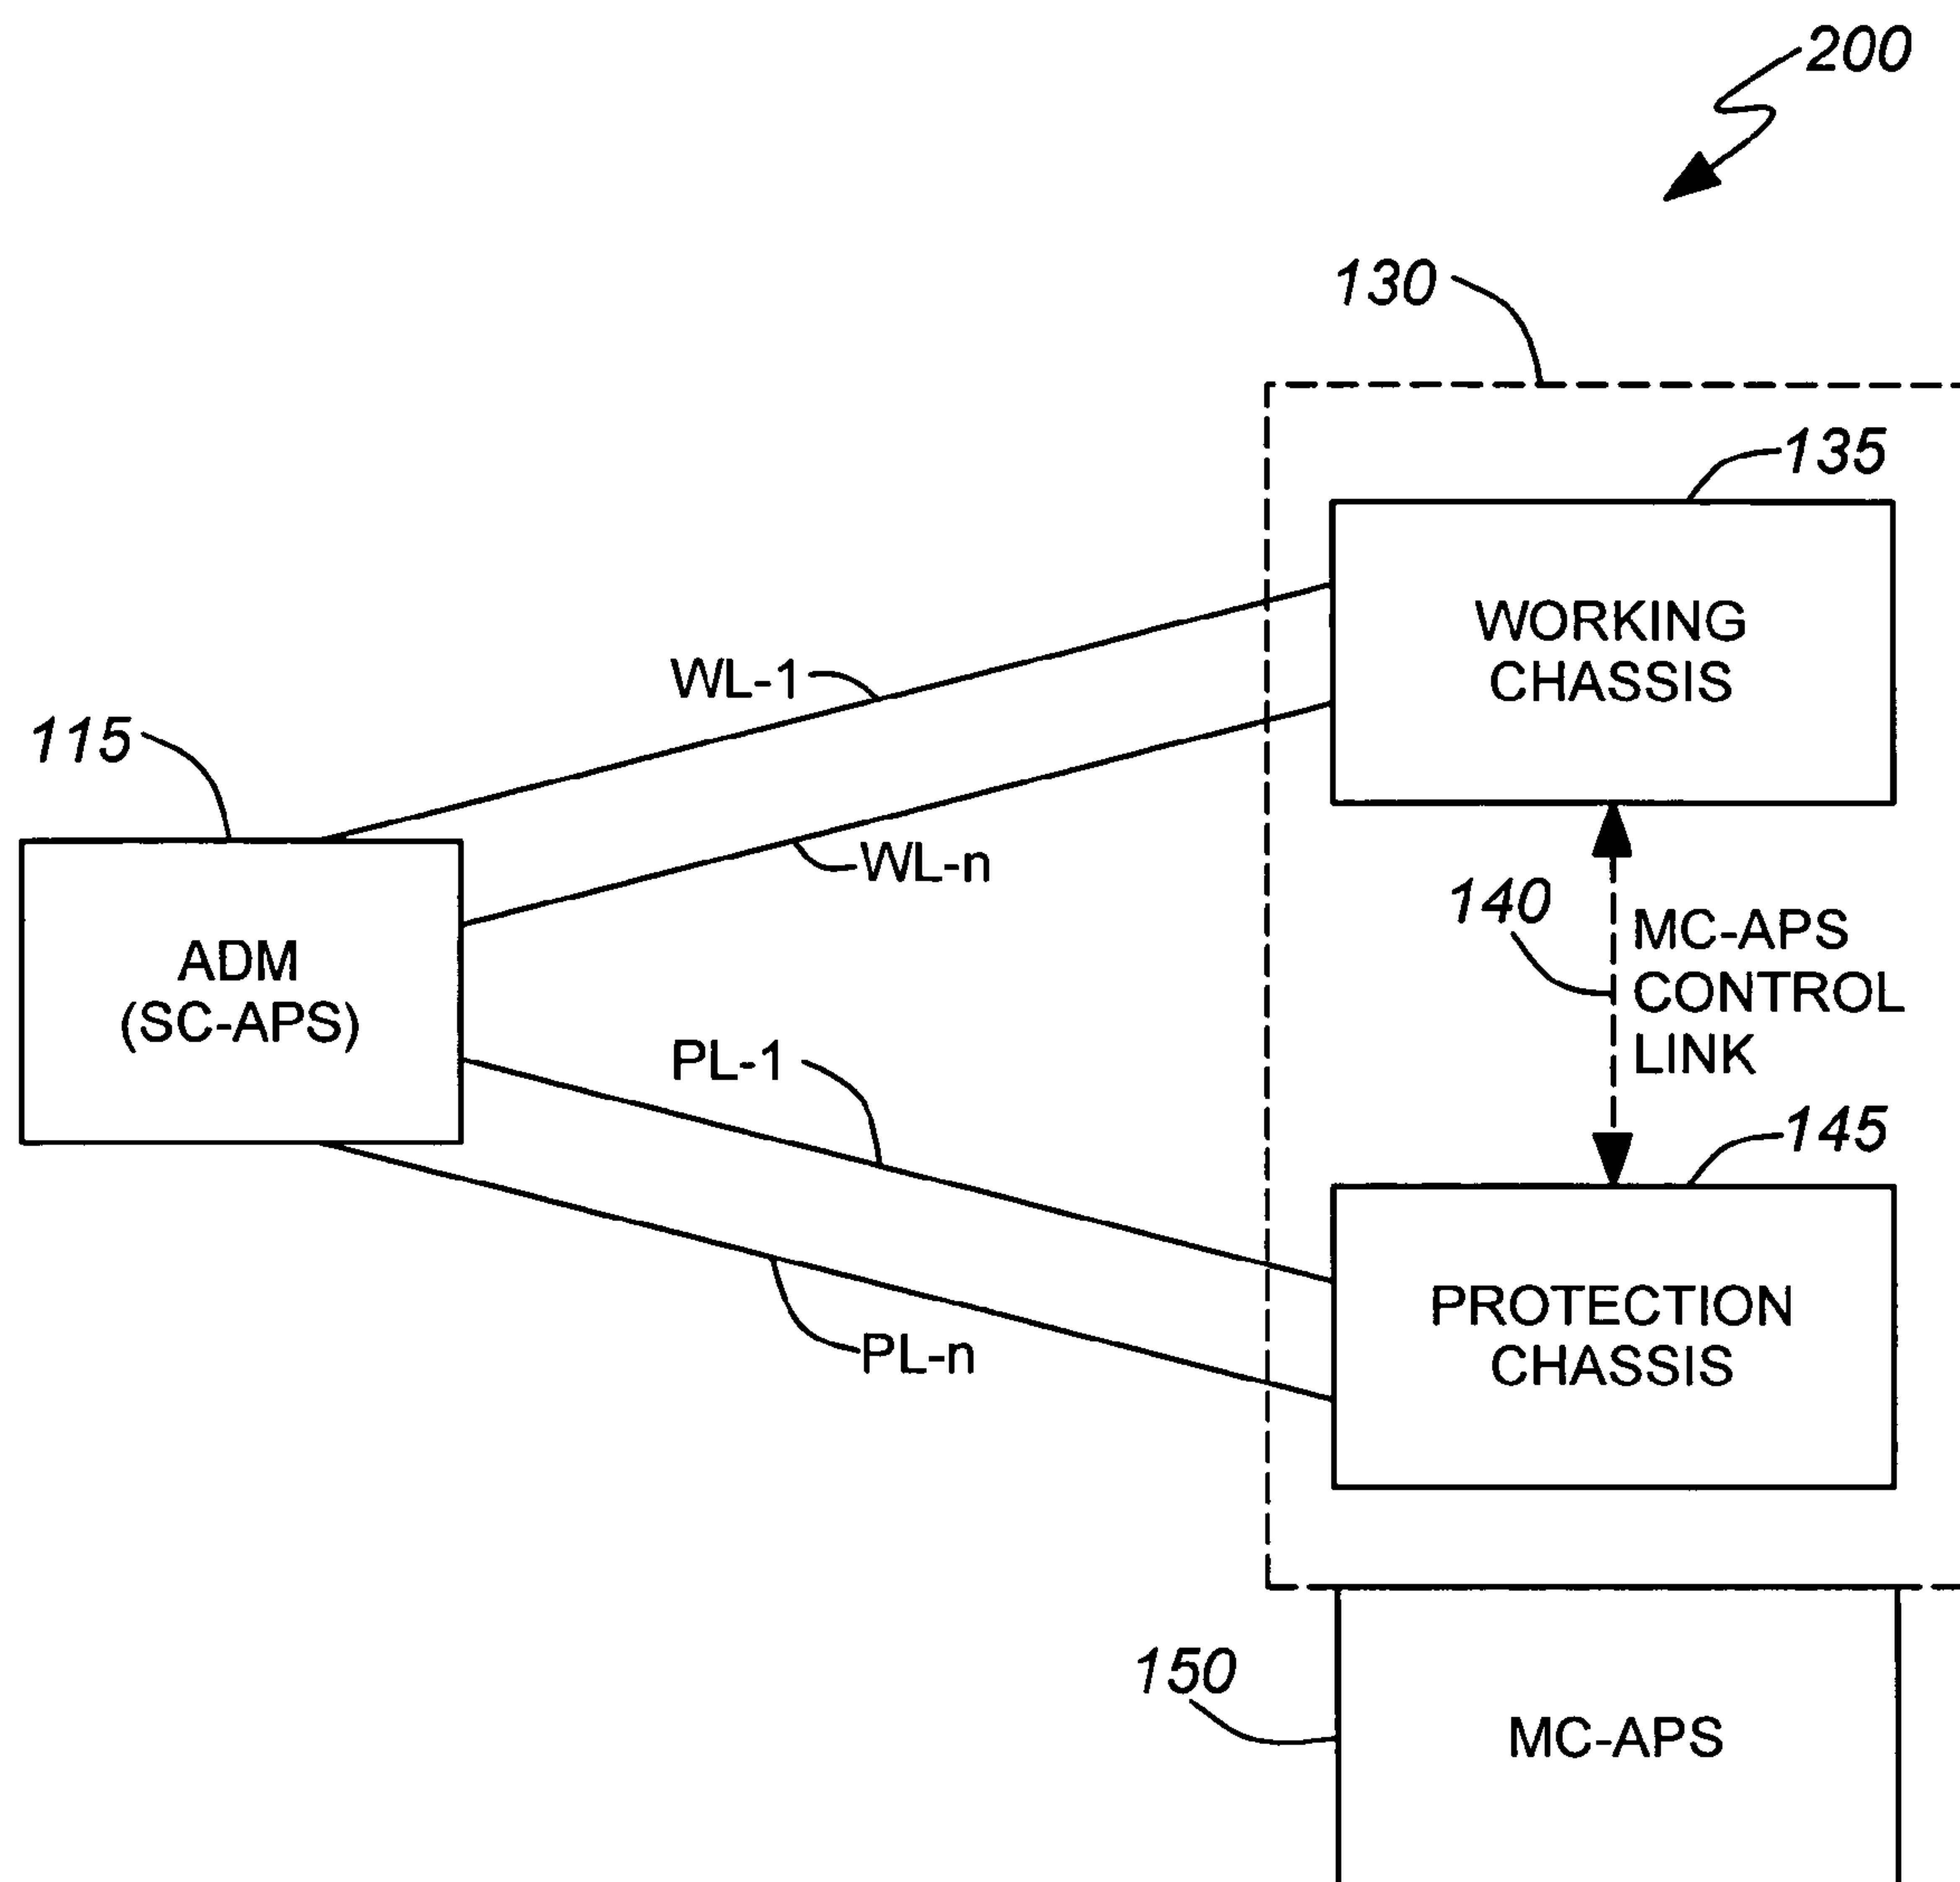 200
130
135
WORKING
CHASSIS
WL-1
115
WL-n
ADM
(SC-APS)
140
MC-APS
CONTROL
LINK
PL-1
145
PROTECTION
CHASSIS
PL-n
150
MC-APS